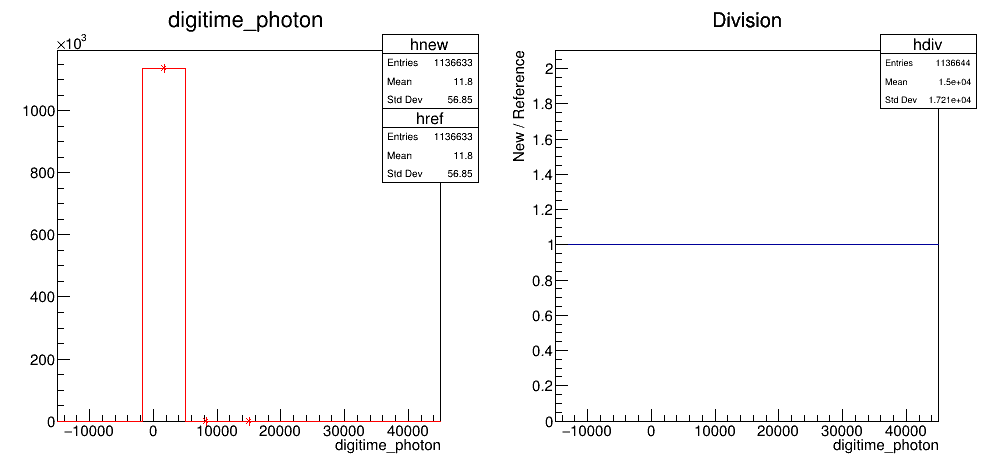 digitime_photon
×10³
1000
800
600
400
200
0
−10000 0 10000 20000 30000 40000
digitime_photon
hnew
Entries 1136633
Mean 11.8
Std Dev 56.85
href
Entries 1136633
Mean 11.8
Std Dev 56.85
Division
New / Reference
2
1.8
1.6
1.4
1.2
1
0.8
0.6
0.4
0.2
0
−10000 0 10000 20000 30000 40000
digitime_photon
hdiv
Entries 1136644
Mean 1.5e+04
Std Dev 1.721e+04